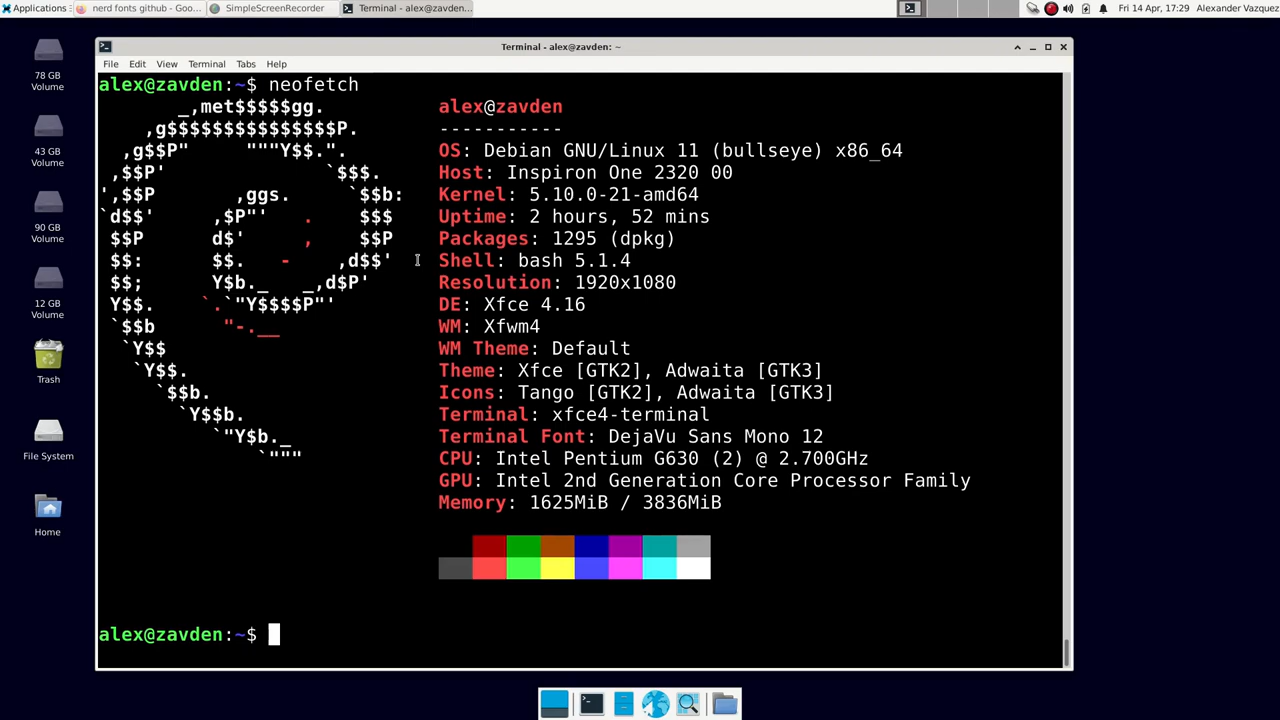 Applications
nerd fonts github - Goo...
SimpleScreenRecorder
Terminal - alex@zavden...
Fri 14 Apr, 17:29
Alexander Vazquez
Terminal - alex@zavden: ~
File Edit View Terminal Tabs Help
78 GB
Volume
43 GB
Volume
90 GB
Volume
12 GB
Volume
Trash
File System
Home
alex@zavden:~$ neofetch
_,met$$$$$gg.
,g$$$$$$$$$$$$$$$P.
,g$$P" """Y$$.".
,$$P' `$$$.
',$$P ,ggs. `$$b:
`d$$' ,$P"' . $$$
$$P d$' , $$P
$$: $$. - ,d$$'
$$; Y$b._ _,d$P'
Y$$. `.`"Y$$$$P"'
`$$b "-.__
`Y$$
`Y$$.
`$$b.
`Y$$b.
`"Y$b._
`"""
alex@zavden
-----------
OS: Debian GNU/Linux 11 (bullseye) x86_64
Host: Inspiron One 2320 00
Kernel: 5.10.0-21-amd64
Uptime: 2 hours, 52 mins
Packages: 1295 (dpkg)
Shell: bash 5.1.4
Resolution: 1920x1080
DE: Xfce 4.16
WM: Xfwm4
WM Theme: Default
Theme: Xfce [GTK2], Adwaita [GTK3]
Icons: Tango [GTK2], Adwaita [GTK3]
Terminal: xfce4-terminal
Terminal Font: DejaVu Sans Mono 12
CPU: Intel Pentium G630 (2) @ 2.700GHz
GPU: Intel 2nd Generation Core Processor Family
Memory: 1625MiB / 3836MiB
alex@zavden:~$